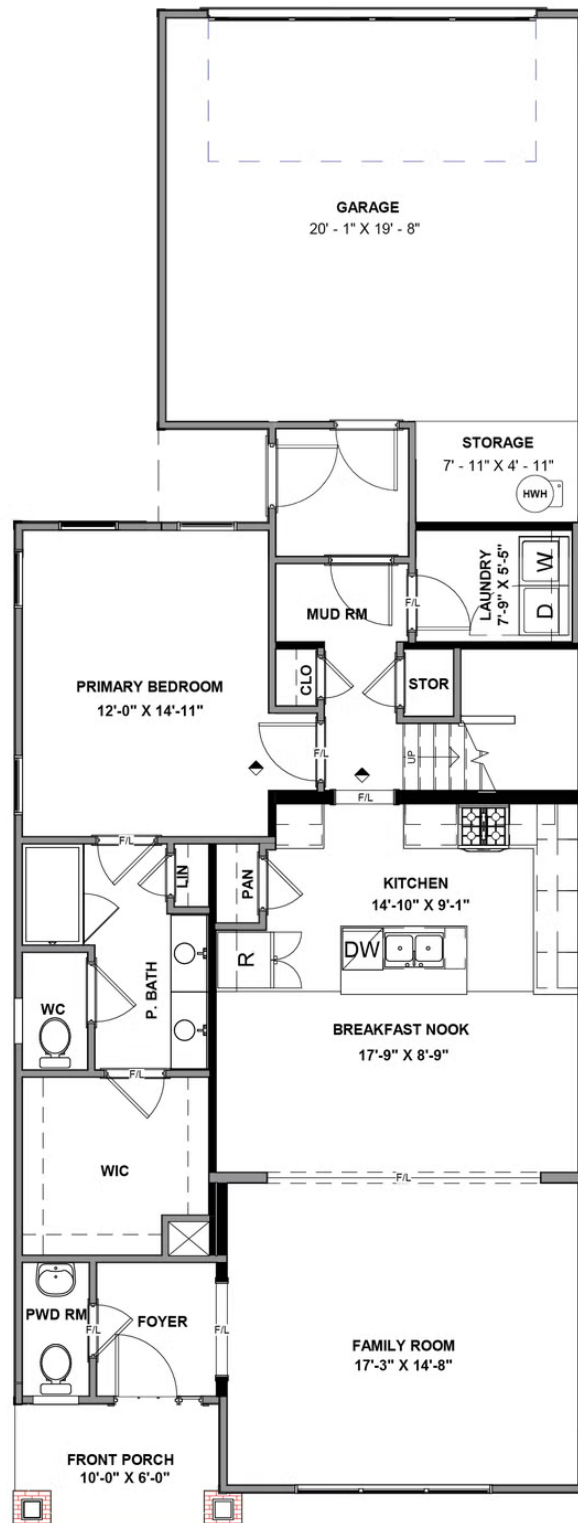 GARAGE
20' - 1" X 19' - 8"
STORAGE
7' - 11" X 4' - 11"
HWH
LAUNDRY
7'-9" X 5'-5"
W
D
F/L
MUD RM
CLO
STOR
PRIMARY BEDROOM
12'-0" X 14'-11"
F/L
UP
F/L
F/L
LIN
PAN
KITCHEN
14'-10" X 9'-1"
R
DW
P. BATH
WC
BREAKFAST NOOK
17'-9" X 8'-9"
F/L
WIC
F/L
PWD RM
F/L
FOYER
F/L
FAMILY ROOM
17'-3" X 14'-8"
FRONT PORCH
10'-0" X 6'-0"